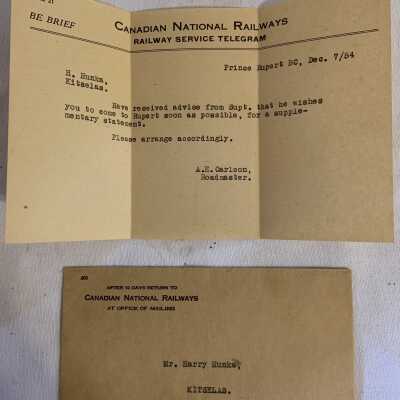 BE BRIEF
CANADIAN NATIONAL RAILWAYS
RAILWAY SERVICE TELEGRAM
Prince Rupert BC, Dec. 7/54
H. Hunka.
Kitselas.
Have received advise from Supt. that he wishes
you to come to Rupert soon as possible, for a supple-
mentary statement.
Please arrange accordingly.
A.E. Carlson,
Roadmaster.
AFTER 10 DAYS RETURN TO
CANADIAN NATIONAL RAILWAYS
AT OFFICE OF MAILING
Mr. Harry Hunka,
KITSELAS.